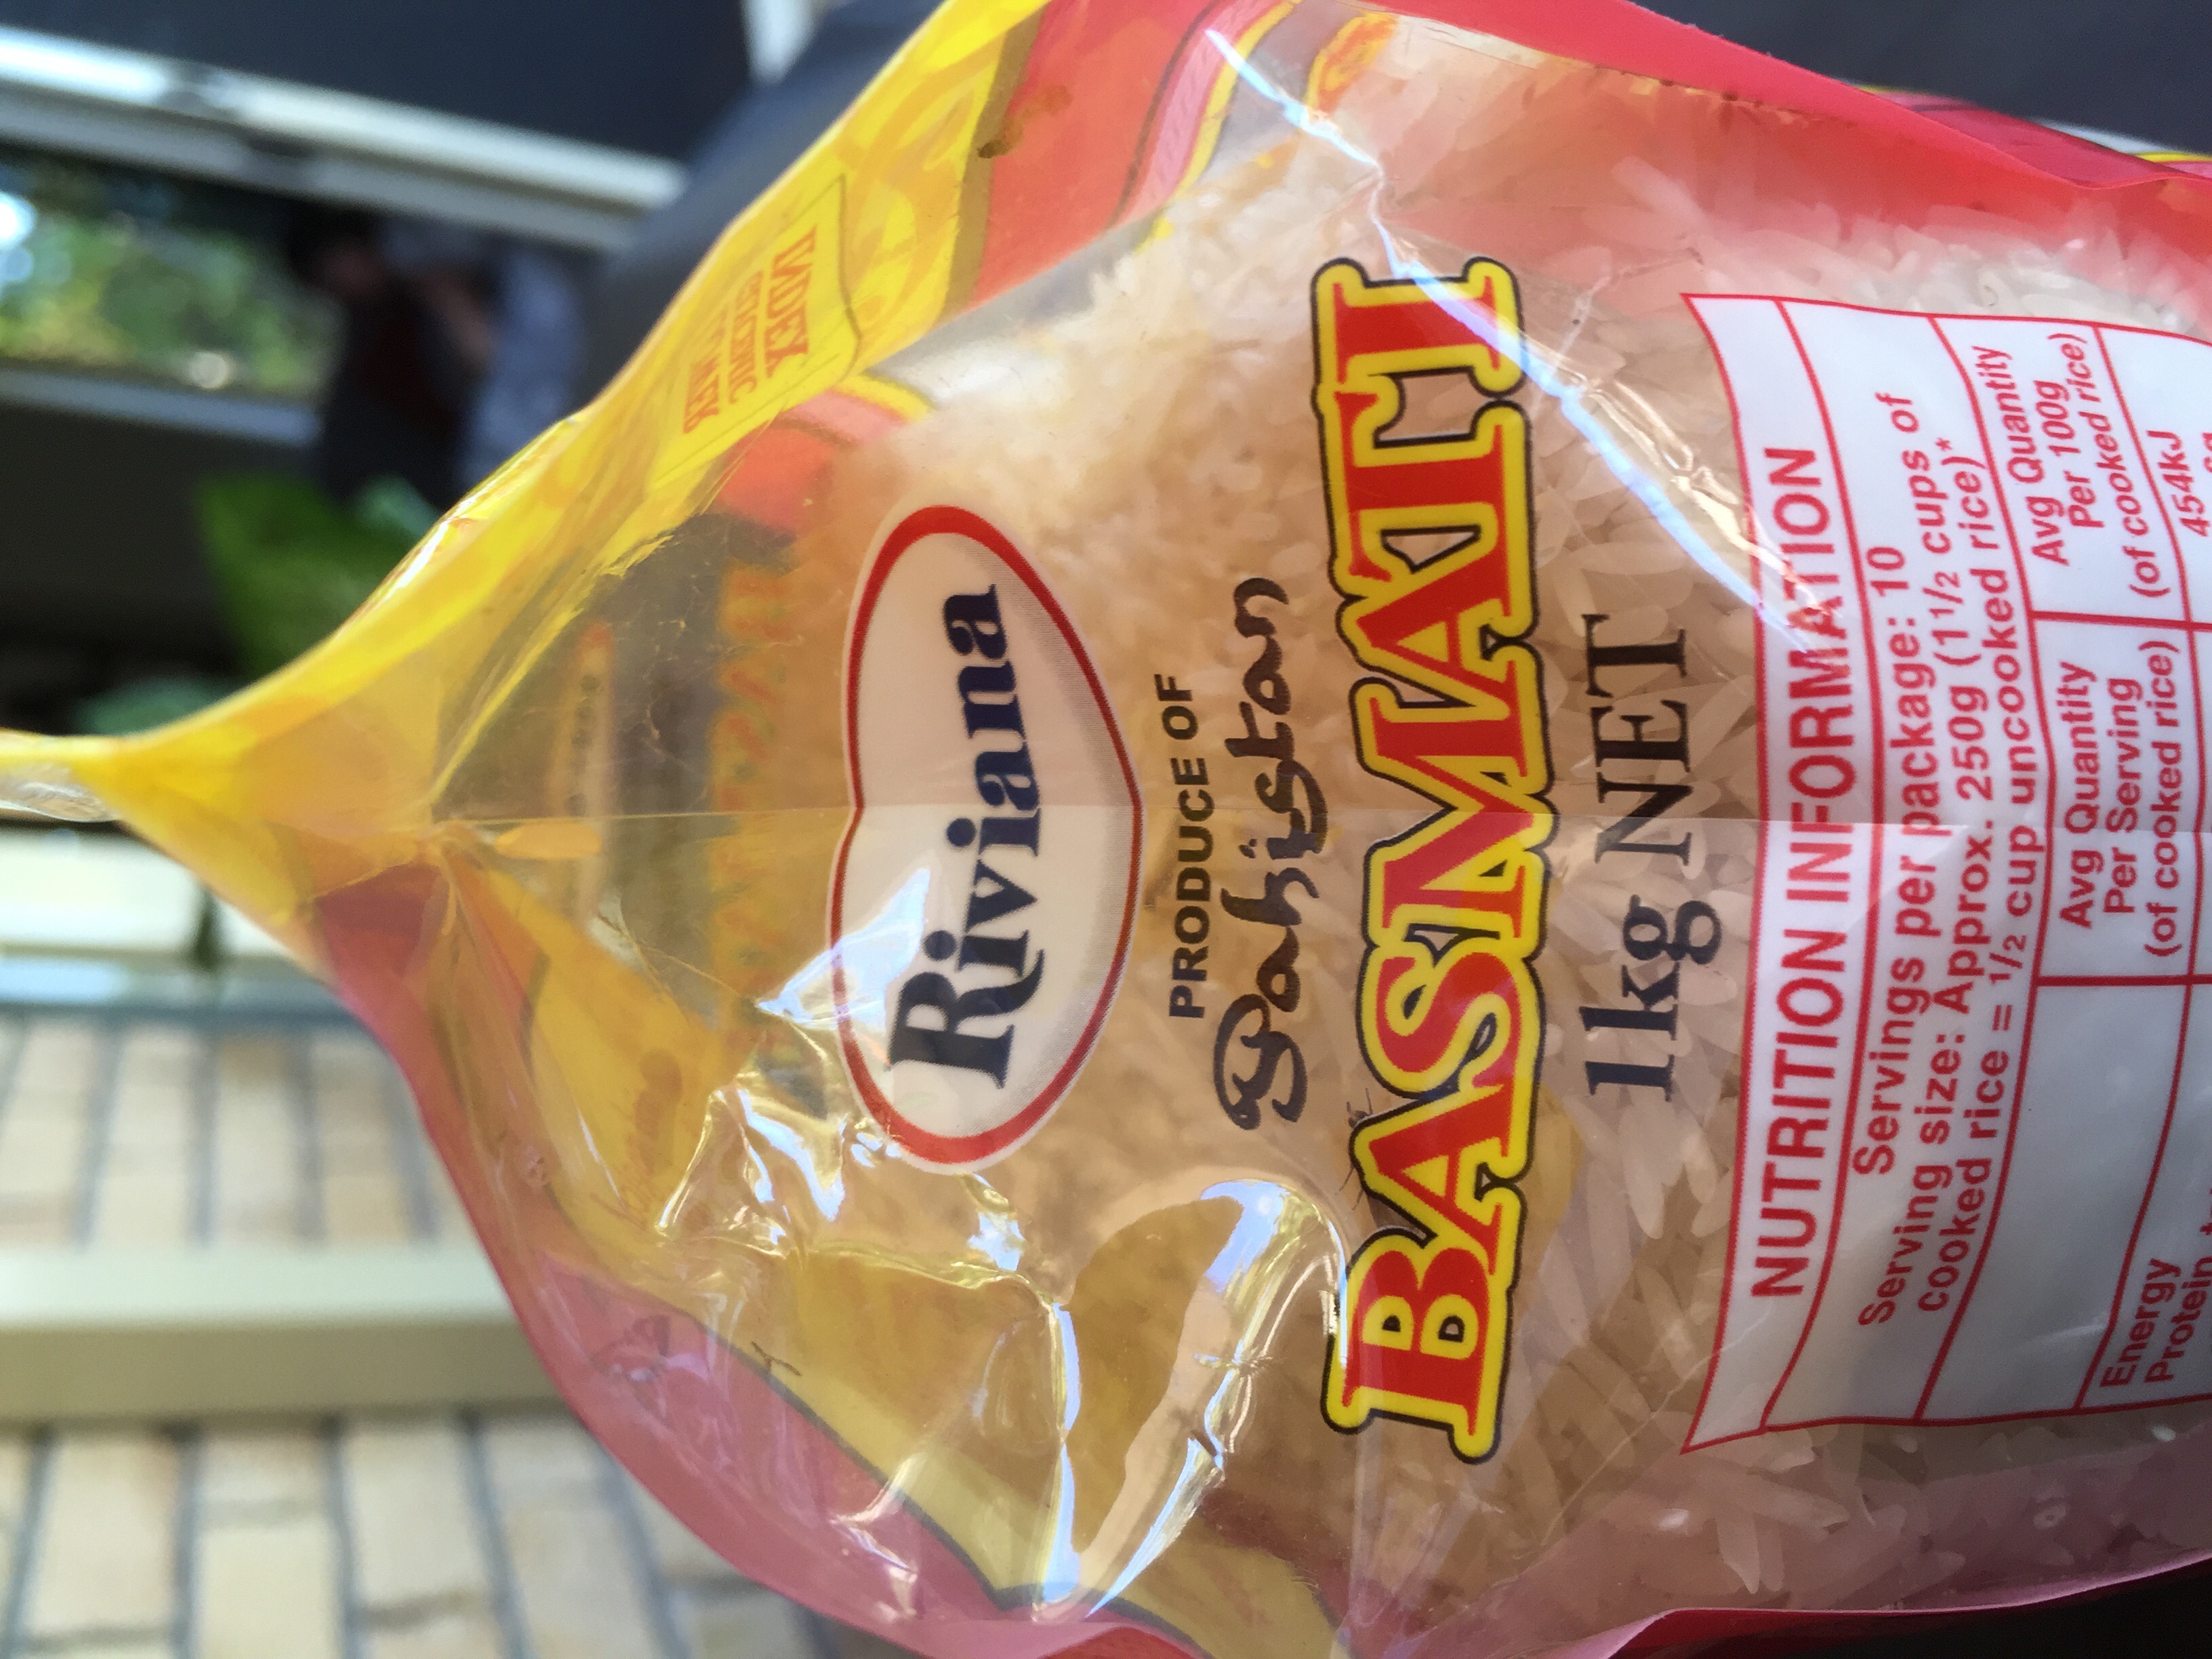 Riviana
PRODUCE OF
Pakistan
BASMATI
1kg NET
NUTRITION INFORMATION
Servings per package: 10
Serving size: Approx. 250g (1 1/2 cups of
cooked rice = 1/2 cup uncooked rice)*
Avg Quantity
Per Serving
(of cooked rice)
Avg Quantity
Per 100g
(of cooked rice)
Energy
454kJ
Protein
INDEX